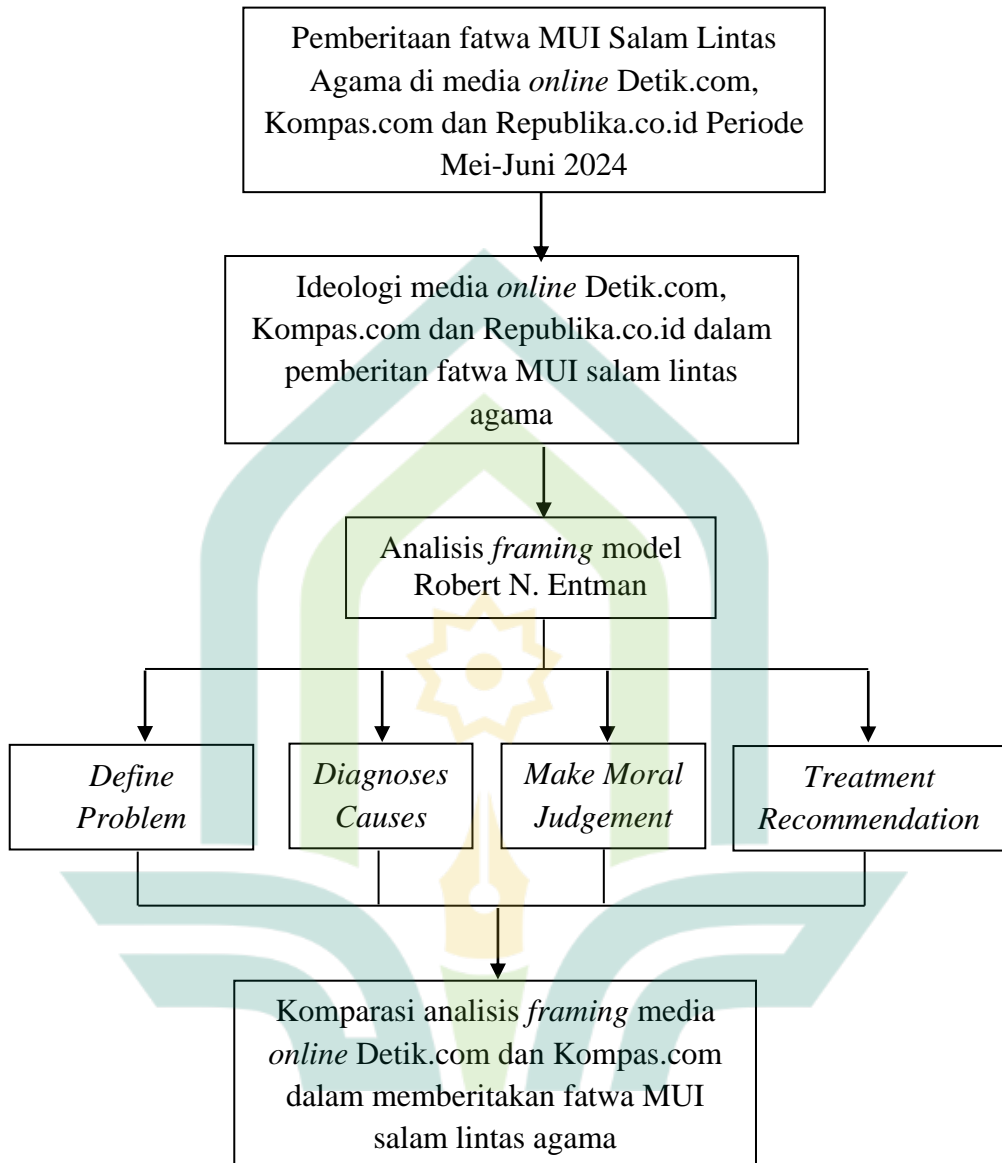 Pemberitaan fatwa MUI Salam Lintas
Agama di media online Detik.com,
Kompas.com dan Republika.co.id Periode
Mei-Juni 2024
Ideologi media online Detik.com,
Kompas.com dan Republika.co.id dalam
pemberitan fatwa MUI salam lintas
agama
Analisis framing model
Robert N. Entman
Define
Problem
Diagnoses
Causes
Make Moral
Judgement
Treatment
Recommendation
Komparasi analisis framing media
online Detik.com dan Kompas.com
dalam memberitakan fatwa MUI
salam lintas agama